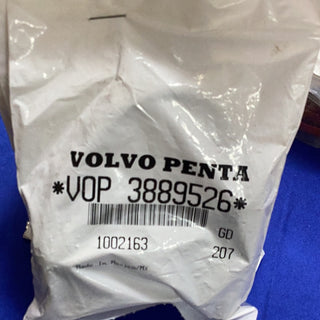 VOLVO PENTA
*VOP 3889526*
GD
1002163
207